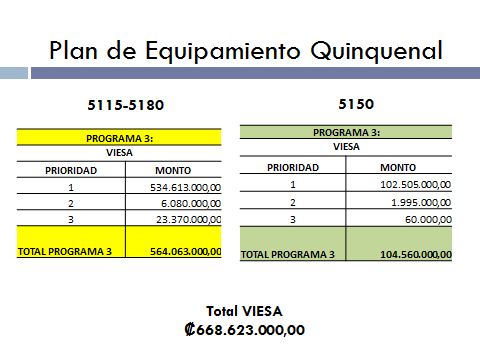 Plan de Equipamiento Quinquenal
5115-5180
PROGRAMA 3:
VIESA
PRIORIDAD MONTO
1 534.613.000,00
2 6.080.000,00
3 23.370.000,00
TOTAL PROGRAMA 3 564.063.000,00
5150
PROGRAMA 3:
VIESA
PRIORIDAD MONTO
1 102.505.000,00
2 1.995.000,00
3 60.000,00
TOTAL PROGRAMA 3 104.560.000,00
Total VIESA
₡668.623.000,00